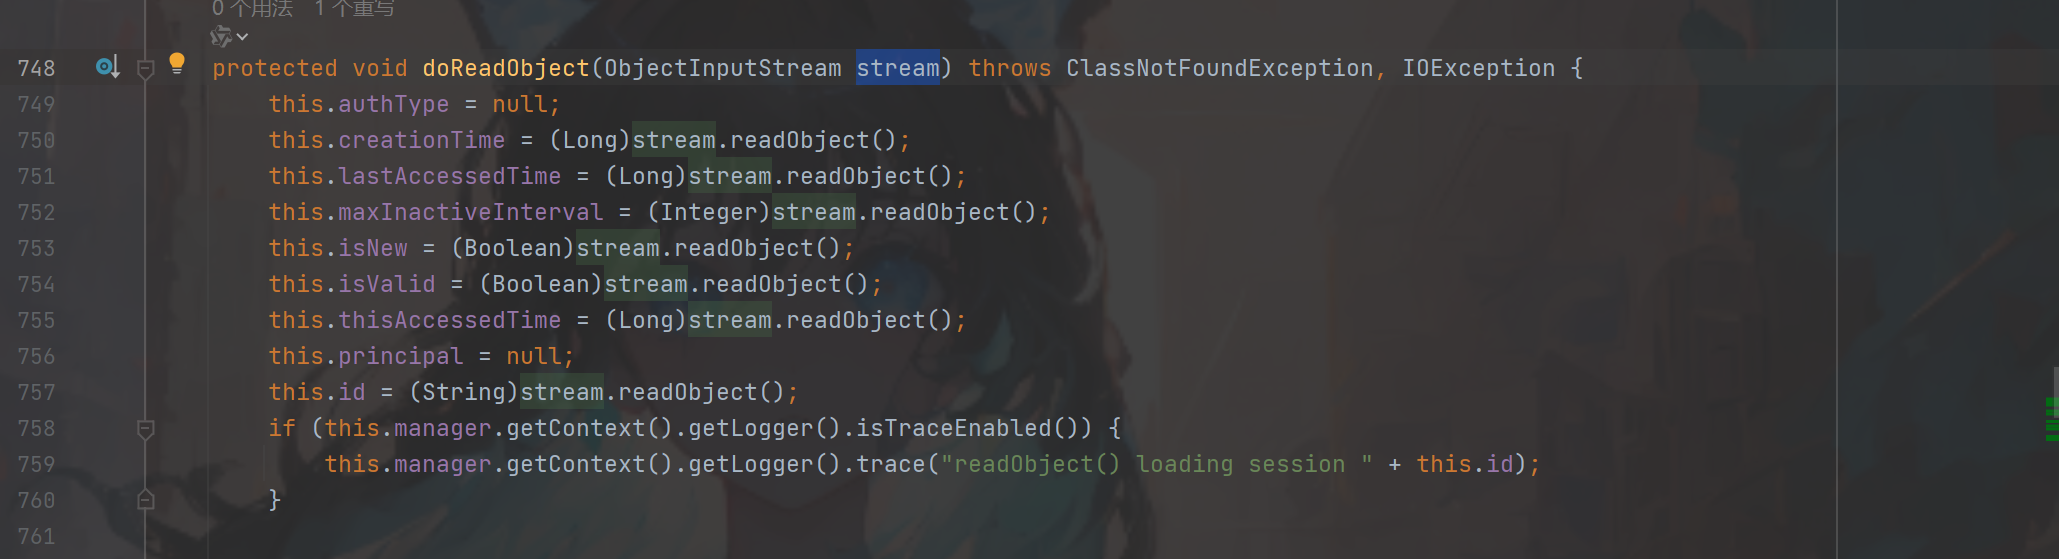 0 个用法 1 个重写
748 protected void doReadObject(ObjectInputStream stream) throws ClassNotFoundException, IOException {
749 this.authType = null;
750 this.creationTime = (Long)stream.readObject();
751 this.lastAccessedTime = (Long)stream.readObject();
752 this.maxInactiveInterval = (Integer)stream.readObject();
753 this.isNew = (Boolean)stream.readObject();
754 this.isValid = (Boolean)stream.readObject();
755 this.thisAccessedTime = (Long)stream.readObject();
756 this.principal = null;
757 this.id = (String)stream.readObject();
758 if (this.manager.getContext().getLogger().isTraceEnabled()) {
759 this.manager.getContext().getLogger().trace("readObject() loading session " + this.id);
760 }
761